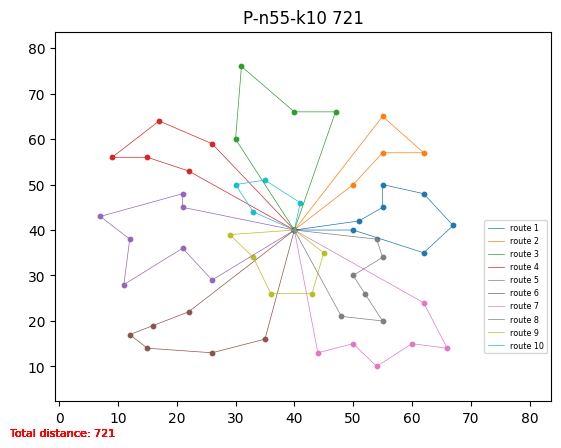 P-n55-k10 721
80
70
60
50
40
30
20
10
0 10 20 30 40 50 60 70 80
route 1
route 2
route 3
route 4
route 5
route 6
route 7
route 8
route 9
route 10
Total distance: 721